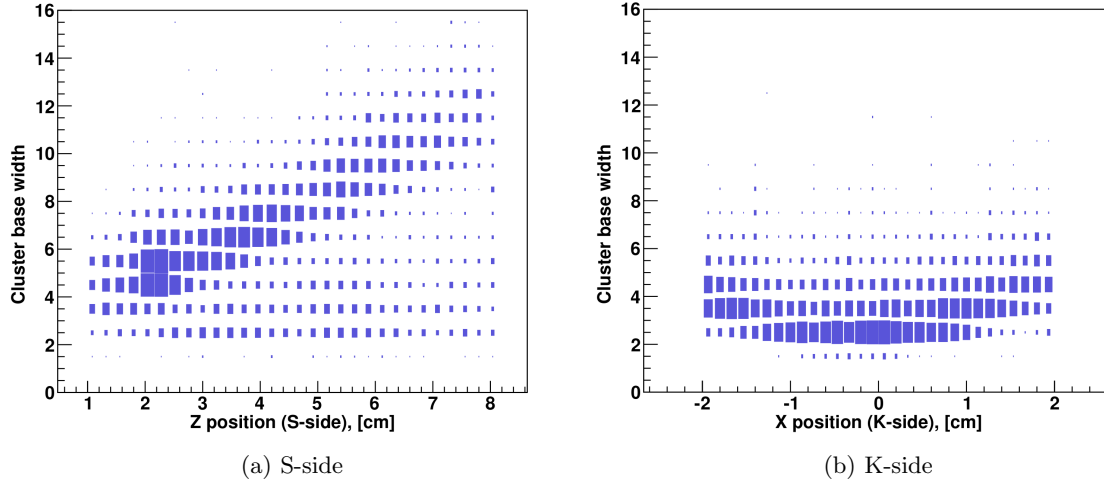 Cluster base width
16
14
12
10
8
6
4
2
0
1 2 3 4 5 6 7 8
Z position (S-side), [cm]
(a) S-side
Cluster base width
16
14
12
10
8
6
4
2
0
-2 -1 0 1 2
X position (K-side), [cm]
(b) K-side